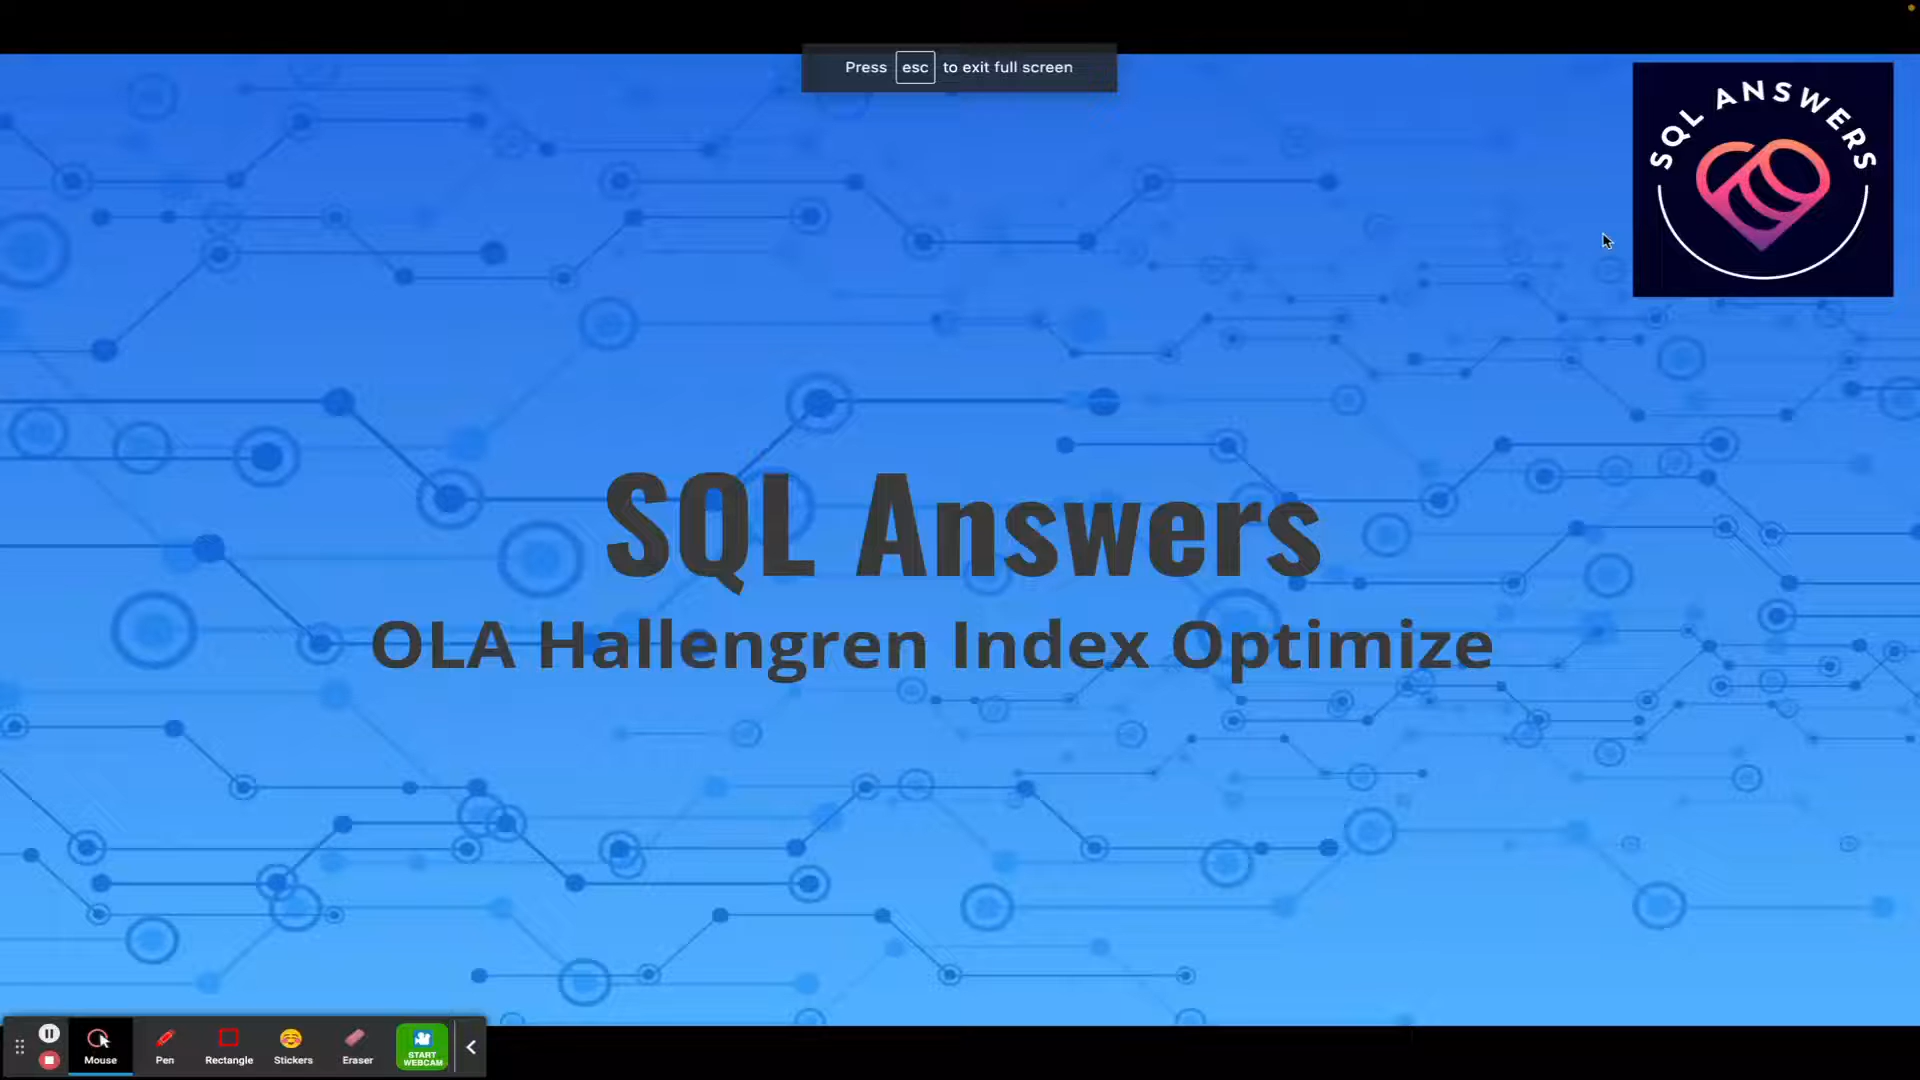 Press esc to exit full screen
SQL ANSWERS
SQL Answers
OLA Hallengren Index Optimize
Mouse
Pen
Rectangle
Stickers
Eraser
START
WEBCAM